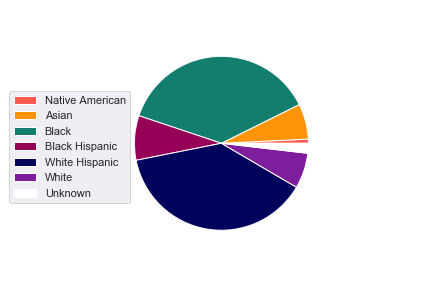 Native American
Asian
Black
Black Hispanic
White Hispanic
White
Unknown